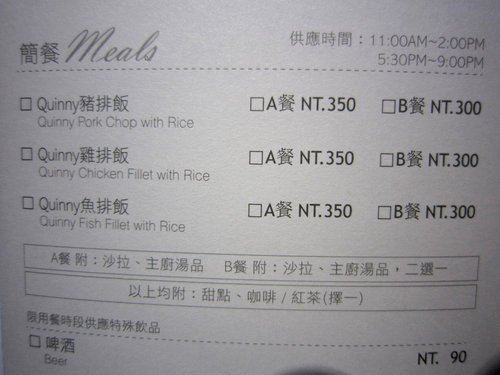 簡餐 Meals 供應時間：11:00AM~2:00PM
5:30PM~9:00PM
□ Quinny豬排飯 □A餐 NT.350 □B餐 NT.300
Quinny Pork Chop with Rice
□ Quinny雞排飯 □A餐 NT.350 □B餐 NT.300
Quinny Chicken Fillet with Rice
□ Quinny魚排飯 □A餐 NT.350 □B餐 NT.300
Quinny Fish Fillet with Rice
A餐 附：沙拉、主廚湯品 B餐 附：沙拉、主廚湯品，二選一
以上均附：甜點、咖啡 / 紅茶(擇一)
限用餐時段供應特殊飲品
□ 啤酒
Beer NT. 90